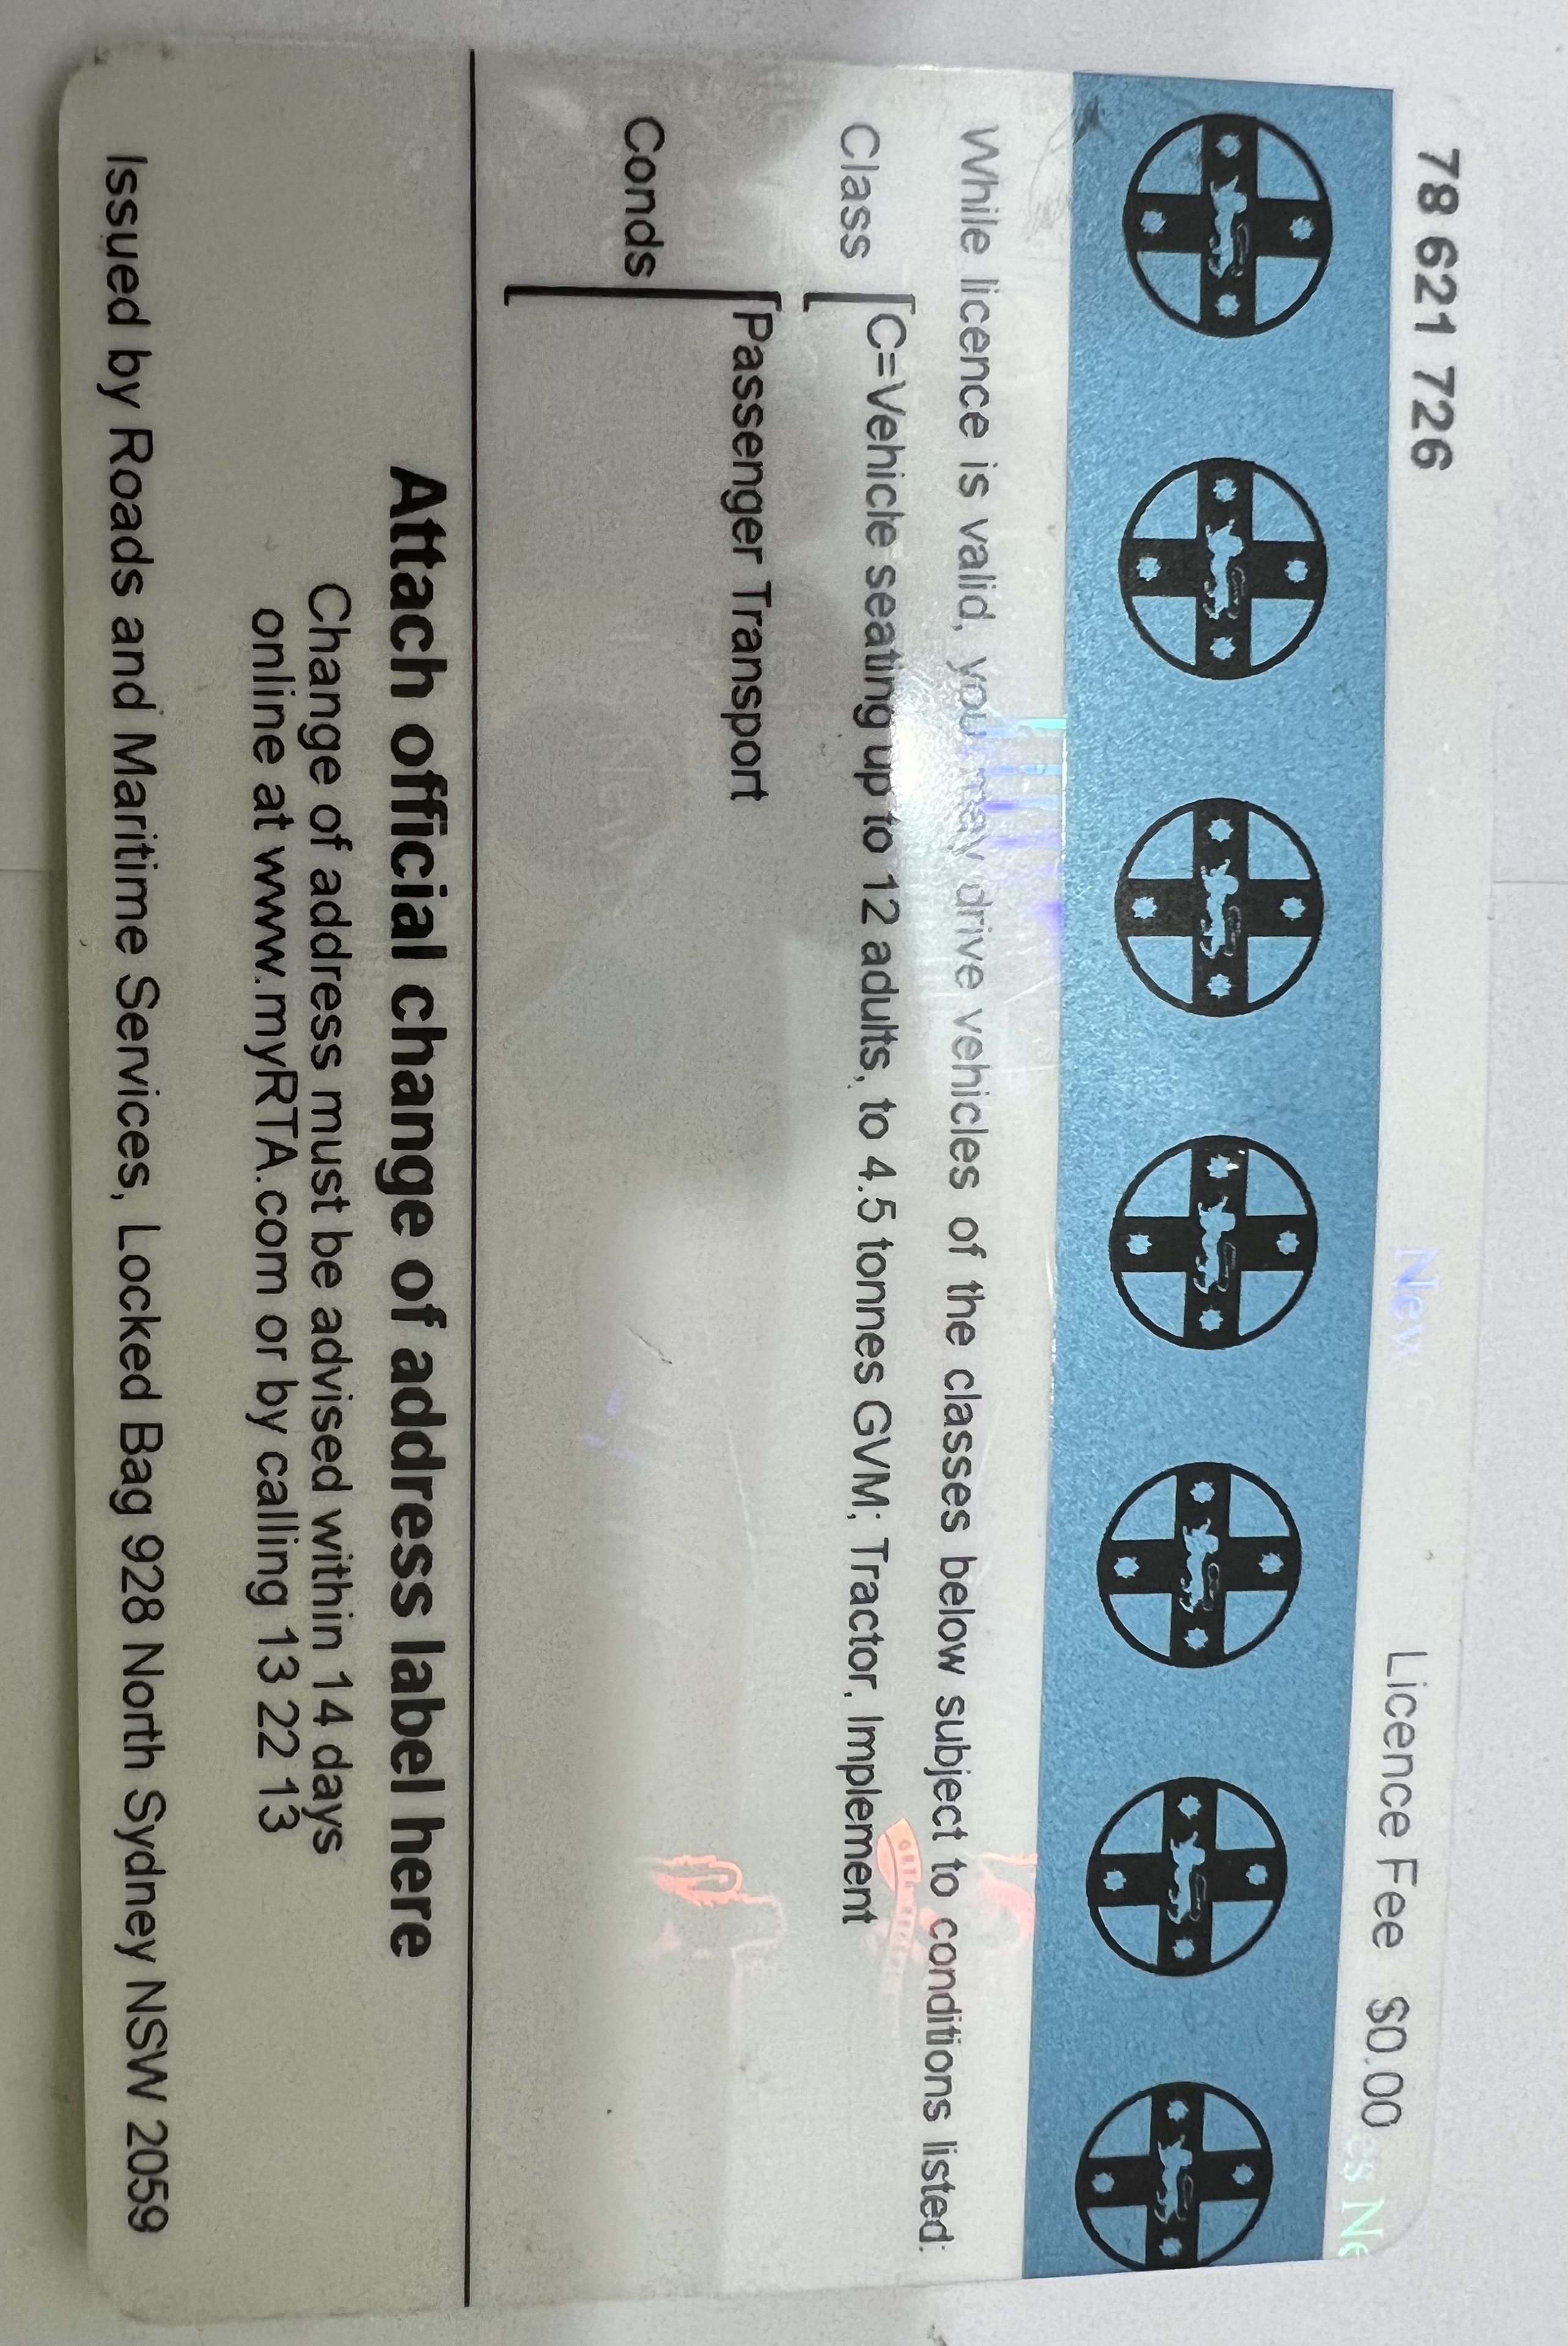 78 621 726
Licence Fee $0.00
While licence is valid, you may drive vehicles of the classes below subject to conditions listed:
Class [C=Vehicle seating up to 12 adults, to 4.5 tonnes GVM; Tractor, Implement
[Passenger Transport
Conds
Attach official change of address label here
Change of address must be advised within 14 days
online at www.myRTA.com or by calling 13 22 13
Issued by Roads and Maritime Services, Locked Bag 928 North Sydney NSW 2059
New